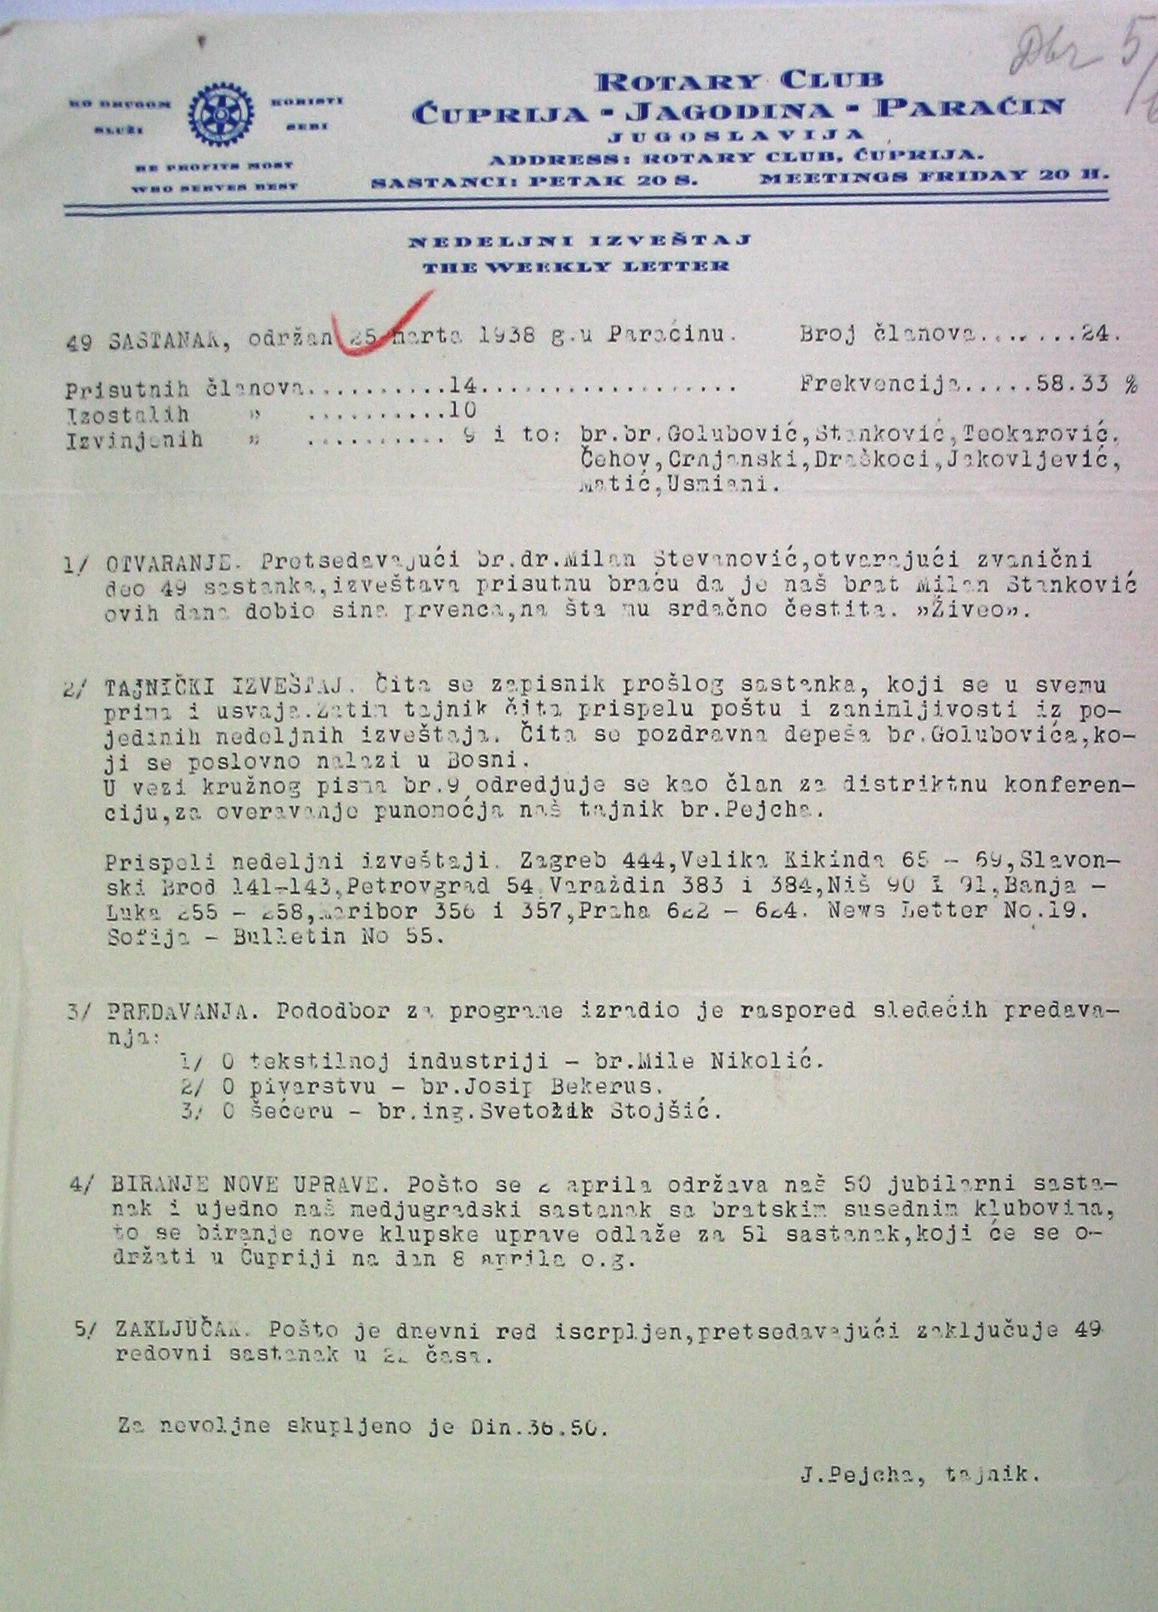 Dbr 5/
KO DRUGOM KORISTI
SLUŽI SEBI
HE PROFITS MOST
WHO SERVES BEST
ROTARY CLUB
ĆUPRIJA - JAGODINA - PARAĆIN
JUGOSLAVIJA
ADDRESS: ROTARY CLUB, ĆUPRIJA.
SASTANCI: PETAK 20 S. MEETINGS FRIDAY 20 H.
NEDELJNI IZVEŠTAJ
THE WEEKLY LETTER
49 SASTANAK, održan 25 marta 1938 g.u Paraćinu. Broj članova........24.
Prisutnih članova..........14.................. Frekvencija.....58.33 %
Izostalih " ..........10
Izvinjenih " .......... 9 i to: br.br.Golubović,Stanković,Teokarović,
Čehov,Crnjanski,Draškoci,Jakovljević,
Matić,Usmiani.
1/ OTVARANJE. Pretsedavajući br.dr.Milan Stevanović,otvarajući zvanični
deo 49 sastanka,izveštava prisutnu braću da je naš brat Milan Stanković
ovih dana dobio sina prvenca,na šta mu srdačno čestita. »Živeo».
2/ TAJNIČKI IZVEŠTAJ. Čita se zapisnik prošlog sastanka, koji se u svemu
prima i usvaja.Zatim tajnik čita prispelu poštu i zanimljivosti iz po-
jedinih nedeljnih izveštaja. Čita se pozdravna depeša br.Golubovića,ko-
ji se poslovno nalazi u Bosni.
U vezi kružnog pisma br.9 odredjuje se kao član za distriktnu konferen-
ciju,za overavanje punomoćja naš tajnik br.Pejcha.
Prispeli nedeljni izveštaji. Zagreb 444,Velika Kikinda 65 - 69,Slavon-
ski Brod 141-143,Petrovgrad 54,Varaždin 383 i 384,Niš 90 i 91,Banja -
Luka 255 - 258,Maribor 356 i 357,Praha 622 - 624. News Letter No.19.
Sofija - Bulletin No 55.
3/ PREDAVANJA. Pododbor za programe izradio je raspored sledećih predava-
nja:
1/ O tekstilnoj industriji - br.Mile Nikolić.
2/ O pivarstvu - br.Josip Bekerus.
3/ O šećeru - br.ing.Svetožik Stojšić.
4/ BIRANJE NOVE UPRAVE. Pošto se 2 aprila održava naš 50 jubilarni sasta-
nak i ujedno naš medjugradski sastanak sa bratskim susednim klubovima,
to se biranje nove klupske uprave odlaže za 51 sastanak,koji će se o-
držati u Ćupriji na dan 8 aprila o.g.
5/ ZAKLJUČAK. Pošto je dnevni red iscrpljen,pretsedavajući zaključuje 49
redovni sastanak u 22 časa.
Za nevoljne skupljeno je Din.36.50.
J.Pejcha, tajnik.